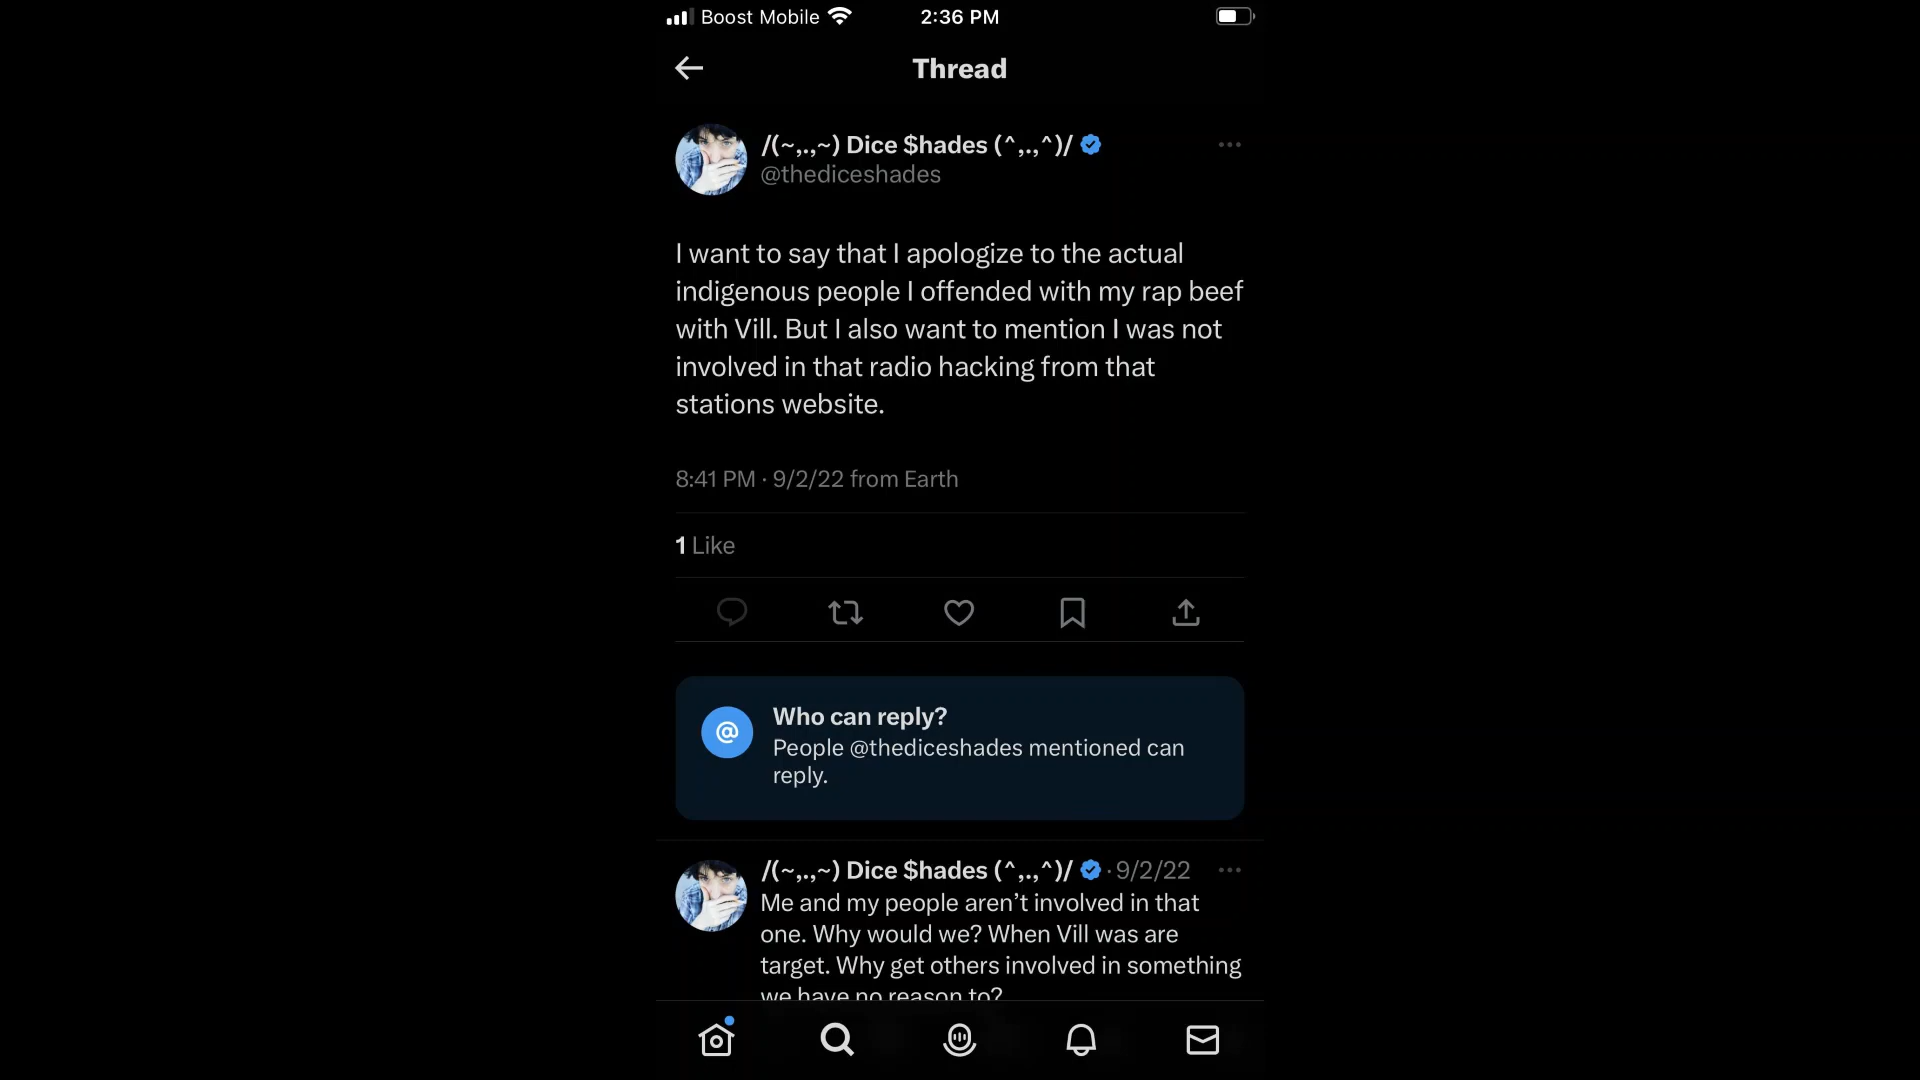 Boost Mobile 2:36 PM
Thread
/(~,.,~) Dice $hades (^,.,^)/
@thediceshades
I want to say that I apologize to the actual
indigenous people I offended with my rap beef
with Vill. But I also want to mention I was not
involved in that radio hacking from that
stations website.
8:41 PM · 9/2/22 from Earth
1 Like
@
Who can reply?
People @thediceshades mentioned can
reply.
/(~,.,~) Dice $hades (^,.,^)/ · 9/2/22
Me and my people aren't involved in that
one. Why would we? When Vill was are
target. Why get others involved in something
we have no reason to?